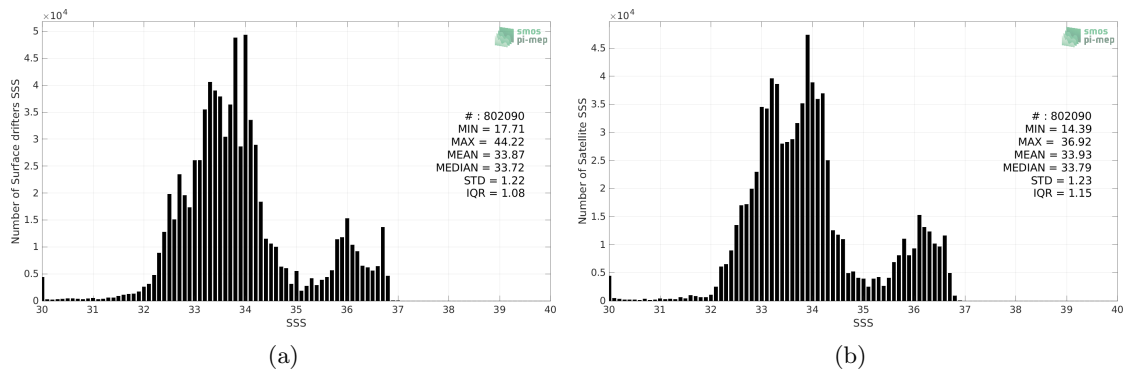 ×10⁴
5
4.5
4
3.5
3
2.5
2
1.5
1
0.5
0
Number of Surface drifters SSS
30 31 32 33 34 35 36 37 38 39 40
SSS
smos
pi-mep
# : 802090
MIN = 17.71
MAX = 44.22
MEAN = 33.87
MEDIAN = 33.72
STD = 1.22
IQR = 1.08
(a)
×10⁴
4.5
4
3.5
3
2.5
2
1.5
1
0.5
0
Number of Satellite SSS
30 31 32 33 34 35 36 37 38 39 40
SSS
smos
pi-mep
# : 802090
MIN = 14.39
MAX = 36.92
MEAN = 33.93
MEDIAN = 33.79
STD = 1.23
IQR = 1.15
(b)